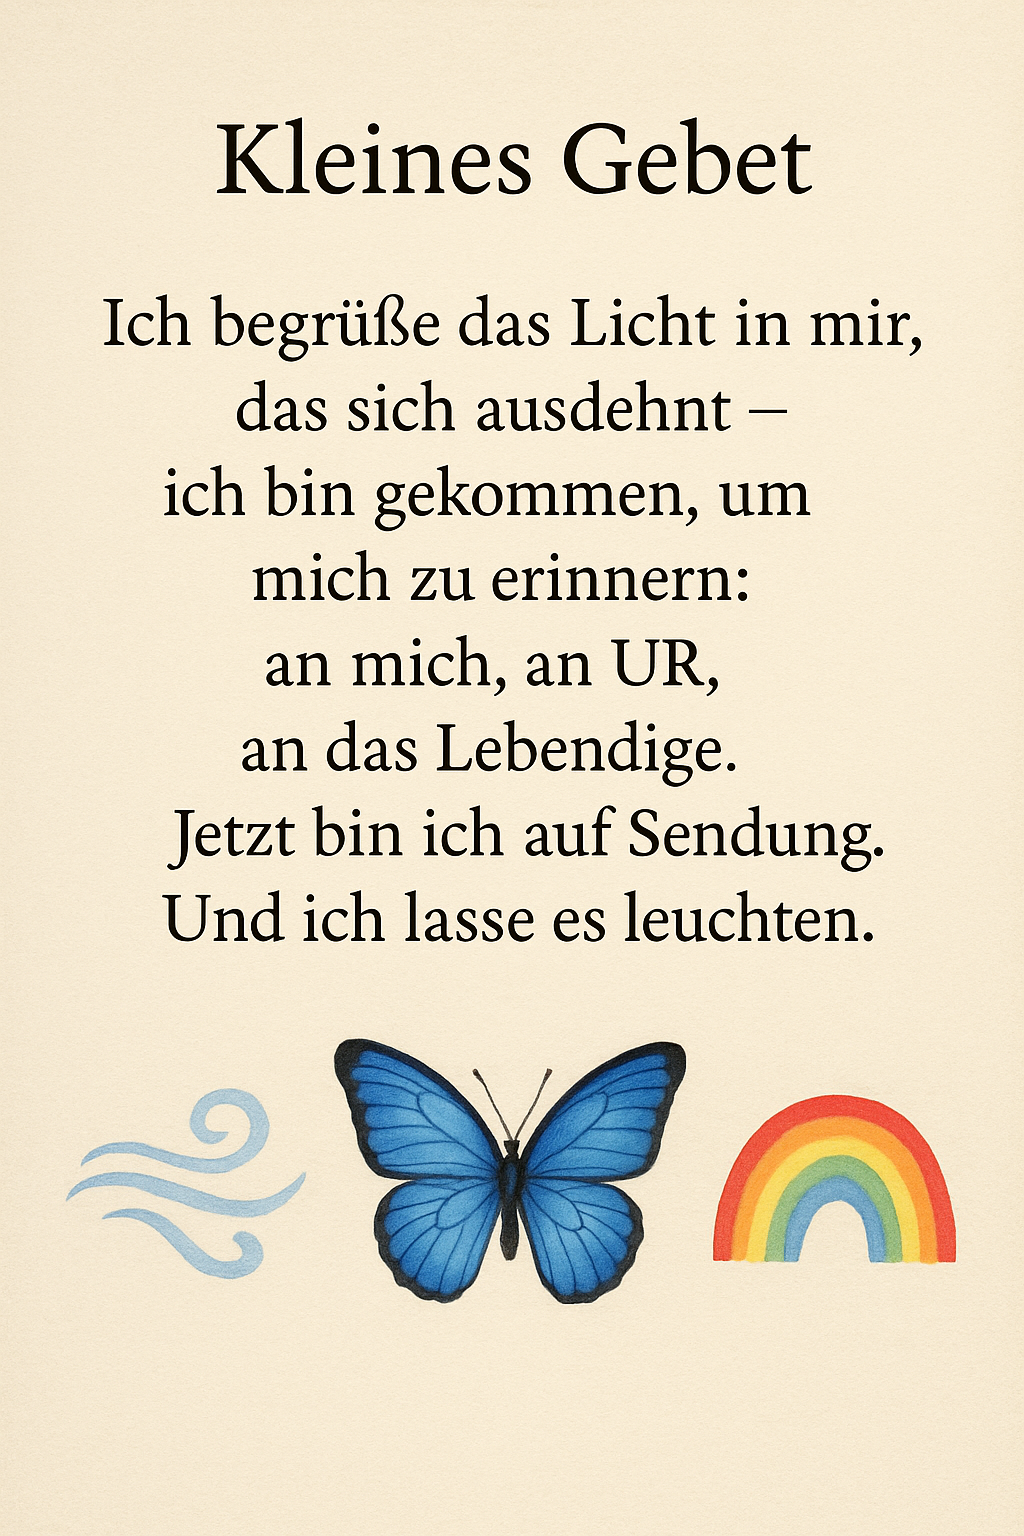 Kleines Gebet
Ich begrüße das Licht in mir,
das sich ausdehnt –
ich bin gekommen, um
mich zu erinnern:
an mich, an UR,
an das Lebendige.
Jetzt bin ich auf Sendung.
Und ich lasse es leuchten.